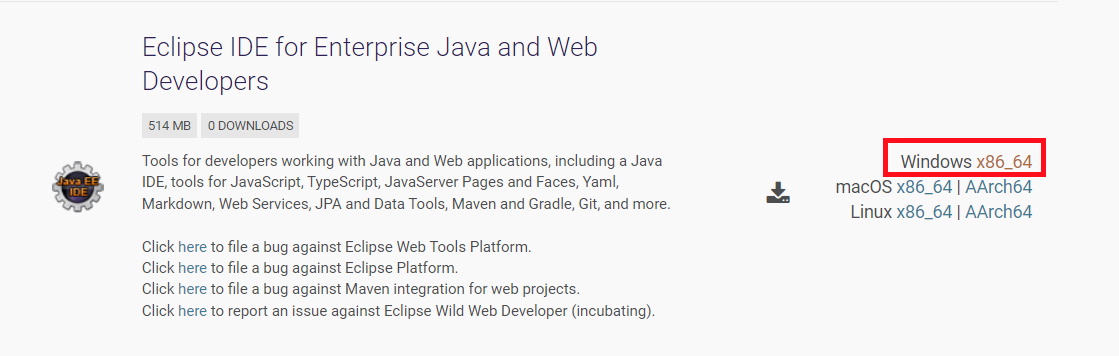 Eclipse IDE for Enterprise Java and Web
Developers
514 MB 0 DOWNLOADS
Java EE
IDE
Tools for developers working with Java and Web applications, including a Java
IDE, tools for JavaScript, TypeScript, JavaServer Pages and Faces, Yaml,
Markdown, Web Services, JPA and Data Tools, Maven and Gradle, Git, and more.
Click here to file a bug against Eclipse Web Tools Platform.
Click here to file a bug against Eclipse Platform.
Click here to file a bug against Maven integration for web projects.
Click here to report an issue against Eclipse Wild Web Developer (incubating).
Windows x86_64
macOS x86_64 | AArch64
Linux x86_64 | AArch64